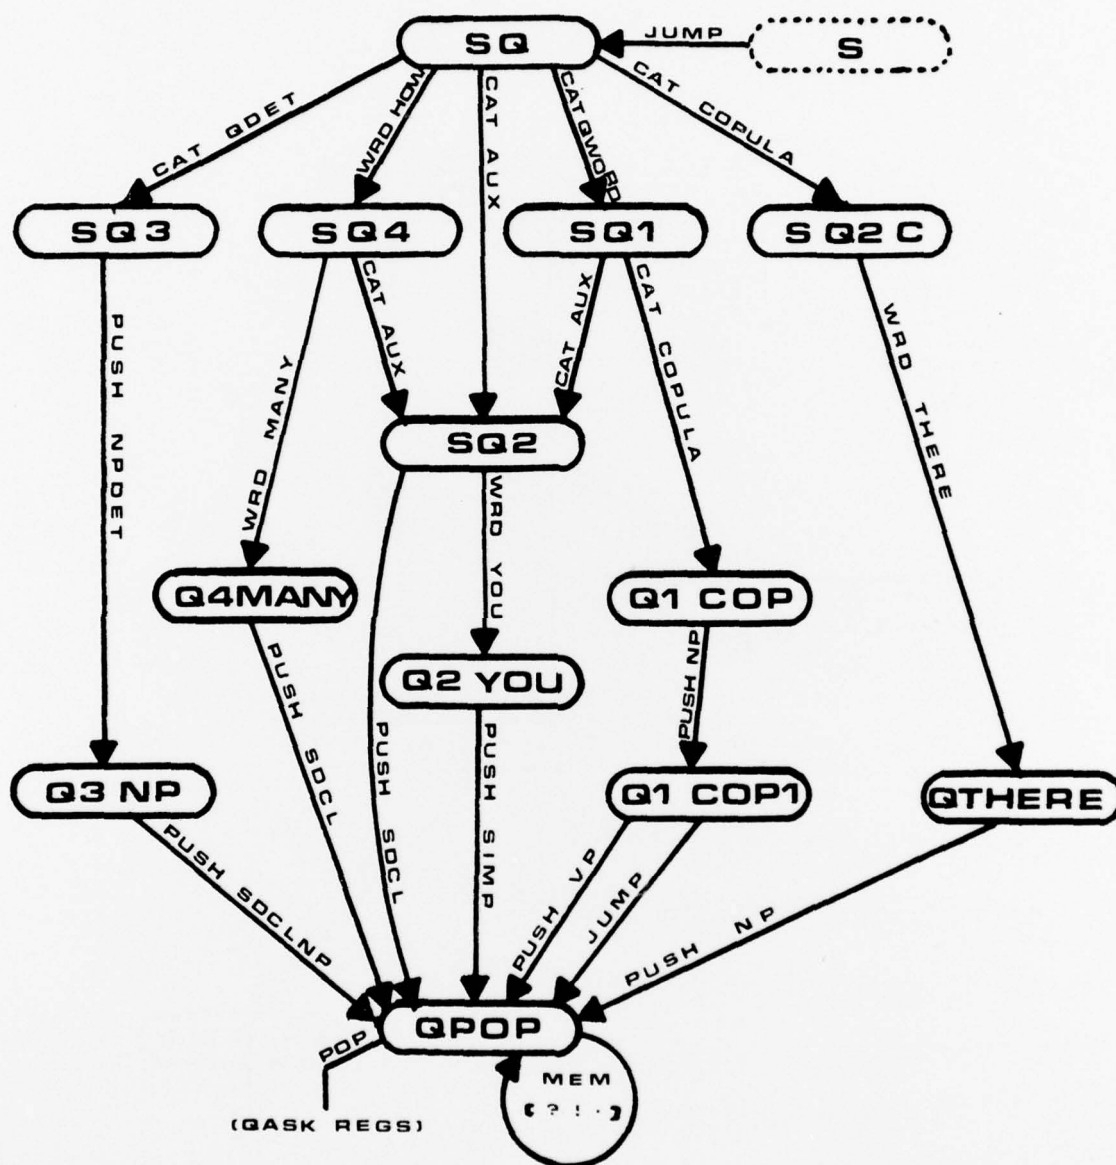 SQ
JUMP
S
CAT QDET
WRD HOW
CAT AUX
CAT QWORD
CAT COPULA
SQ3
SQ4
SQ1
SQ2C
PUSH NPDET
WRD MANY
CAT AUX
CAT AUX
CAT COPULA
WRD THERE
SQ2
Q4MANY
PUSH SDCL
WRD YOU
Q1 COP
Q2 YOU
PUSH NP
Q3 NP
PUSH SDCL
PUSH SIMP
Q1 COP1
QTHERE
PUSH SDCLNP
PUSH VP
JUMP
PUSH NP
QPOP
POP
(QASK REGS)
MEM
[?!.]